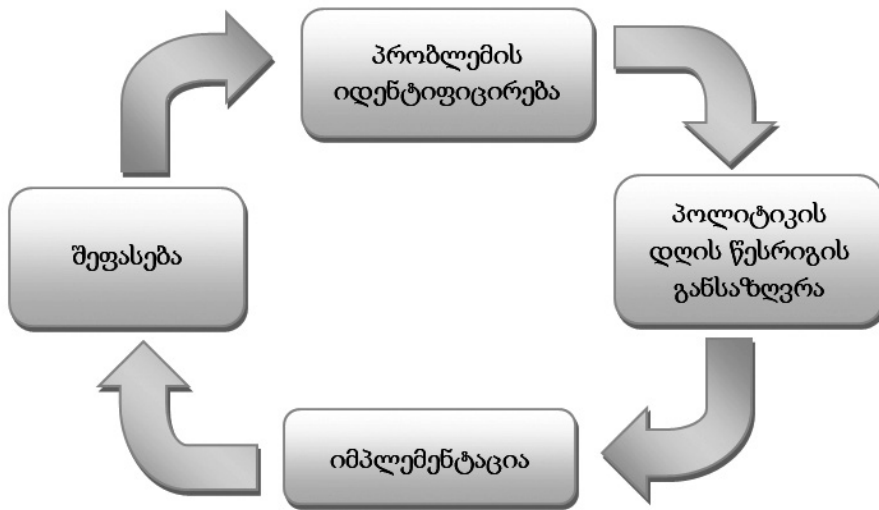 პრობლემის
იდენტიფიცირება
პოლიტიკის
დღის წესრიგის
განსაზღვრა
იმპლემენტაცია
შეფასება